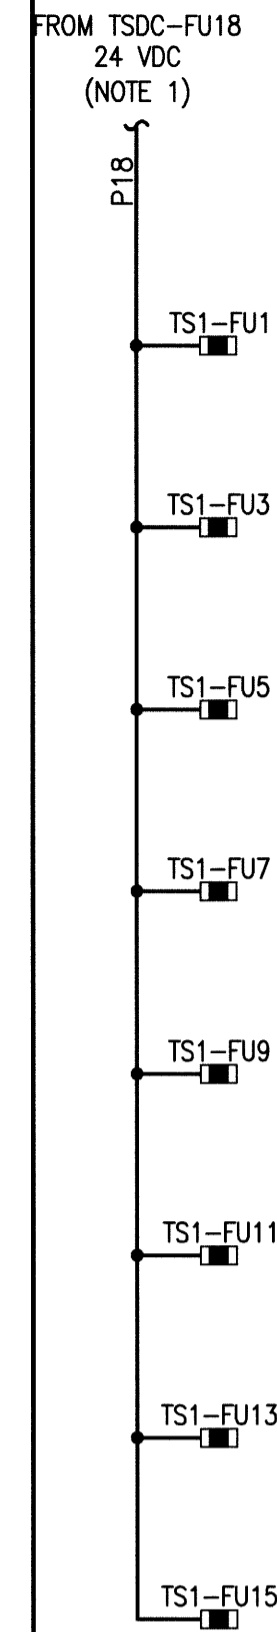 FROM TSDC-FU18
24 VDC
(NOTE 1)
P18
TS1-FU1
TS1-FU3
TS1-FU5
TS1-FU7
TS1-FU9
TS1-FU11
TS1-FU13
TS1-FU15